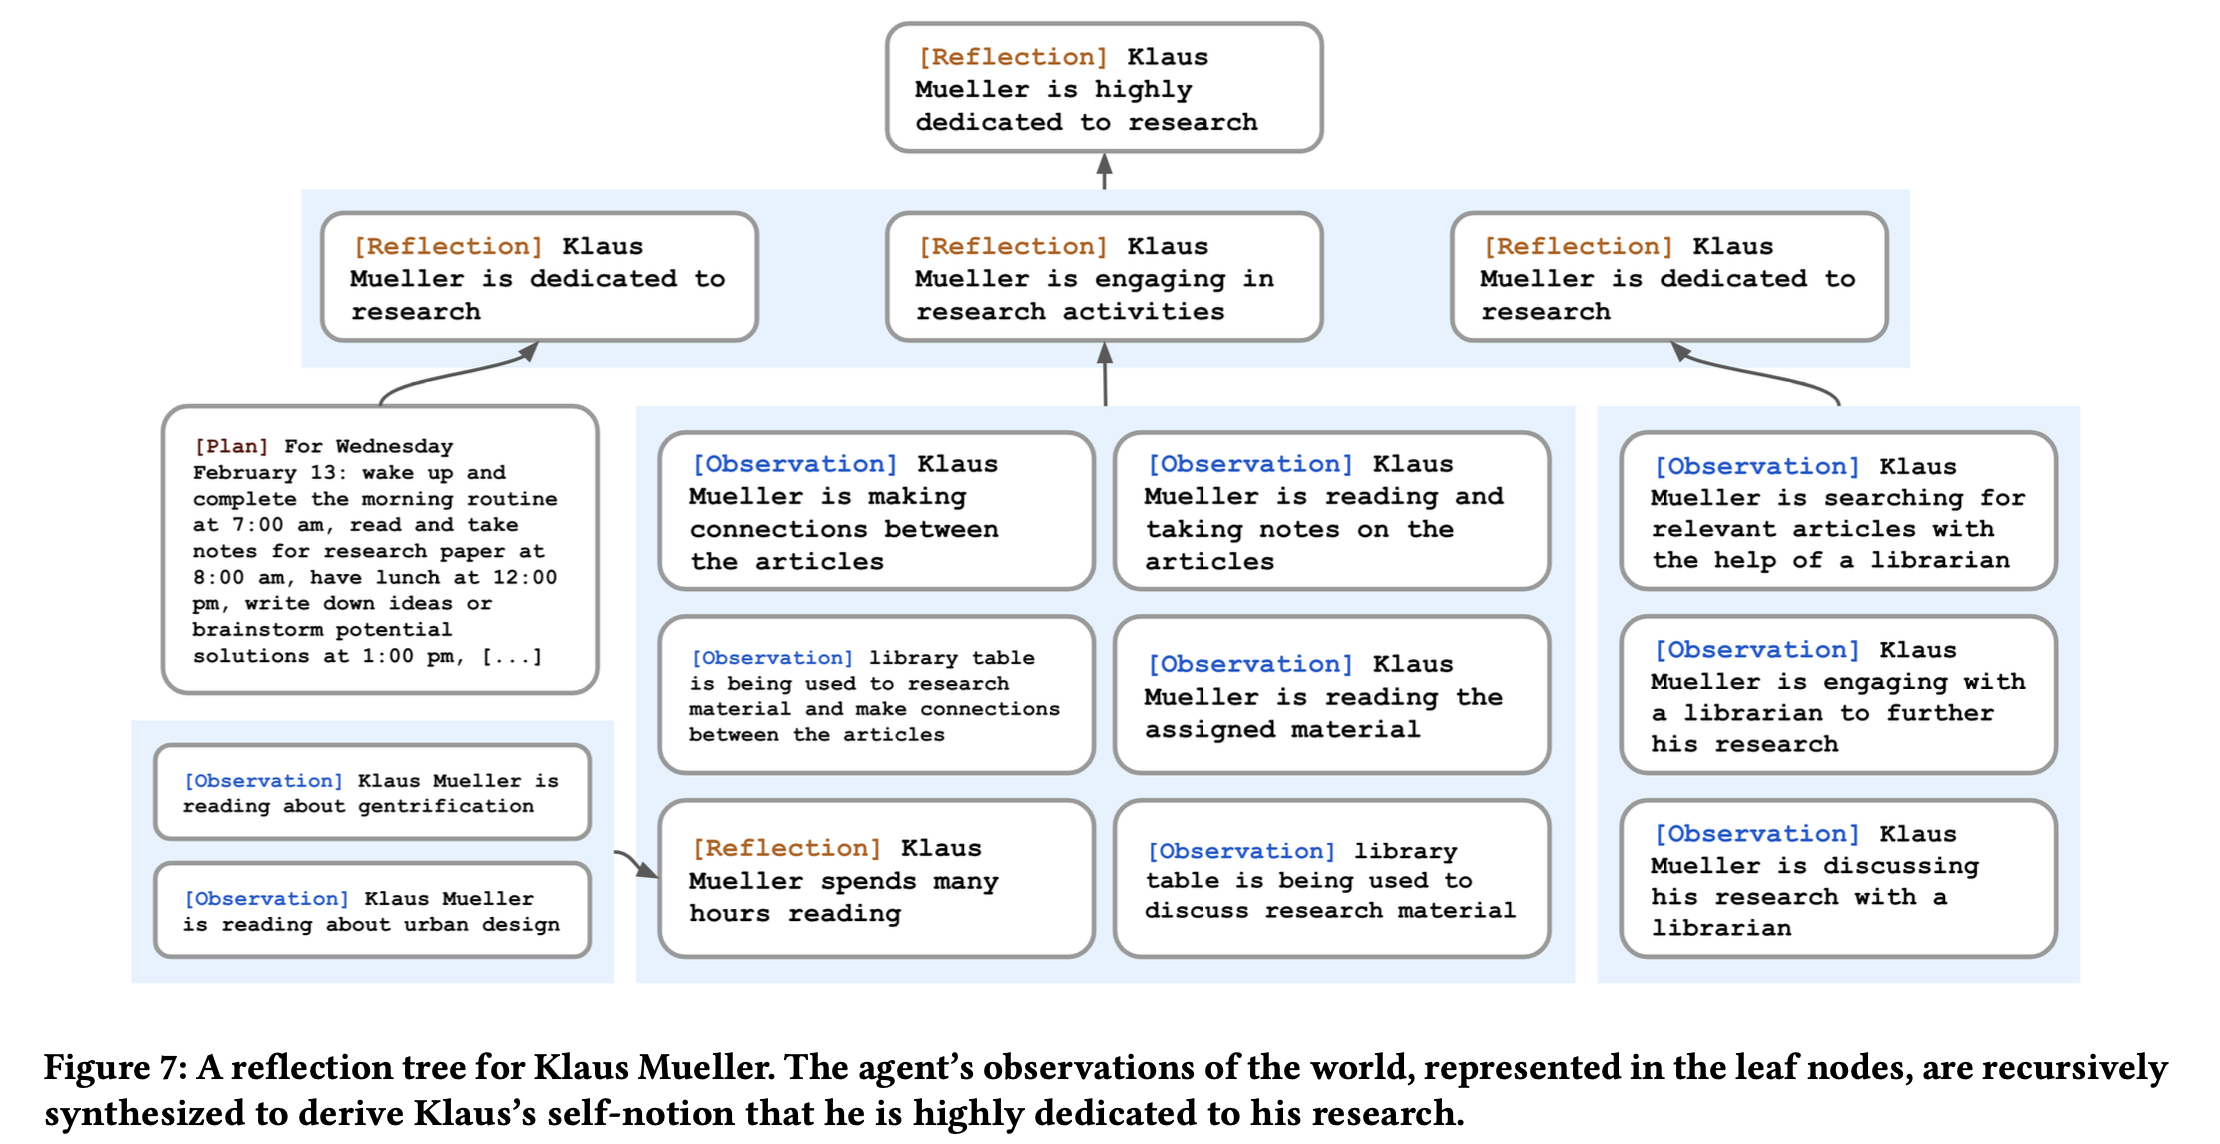 [Reflection] Klaus
Mueller is highly
dedicated to research
[Reflection] Klaus
Mueller is dedicated to
research
[Reflection] Klaus
Mueller is engaging in
research activities
[Reflection] Klaus
Mueller is dedicated to
research
[Plan] For Wednesday
February 13: wake up and
complete the morning routine
at 7:00 am, read and take
notes for research paper at
8:00 am, have lunch at 12:00
pm, write down ideas or
brainstorm potential
solutions at 1:00 pm, [...]
[Observation] Klaus Mueller is
reading about gentrification
[Observation] Klaus Mueller
is reading about urban design
[Observation] Klaus
Mueller is making
connections between
the articles
[Observation] Klaus
Mueller is reading and
taking notes on the
articles
[Observation] library table
is being used to research
material and make connections
between the articles
[Observation] Klaus
Mueller is reading the
assigned material
[Reflection] Klaus
Mueller spends many
hours reading
[Observation] library
table is being used to
discuss research material
[Observation] Klaus
Mueller is searching for
relevant articles with
the help of a librarian
[Observation] Klaus
Mueller is engaging with
a librarian to further
his research
[Observation] Klaus
Mueller is discussing
his research with a
librarian
Figure 7: A reflection tree for Klaus Mueller. The agent’s observations of the world, represented in the leaf nodes, are recursively
synthesized to derive Klaus’s self-notion that he is highly dedicated to his research.